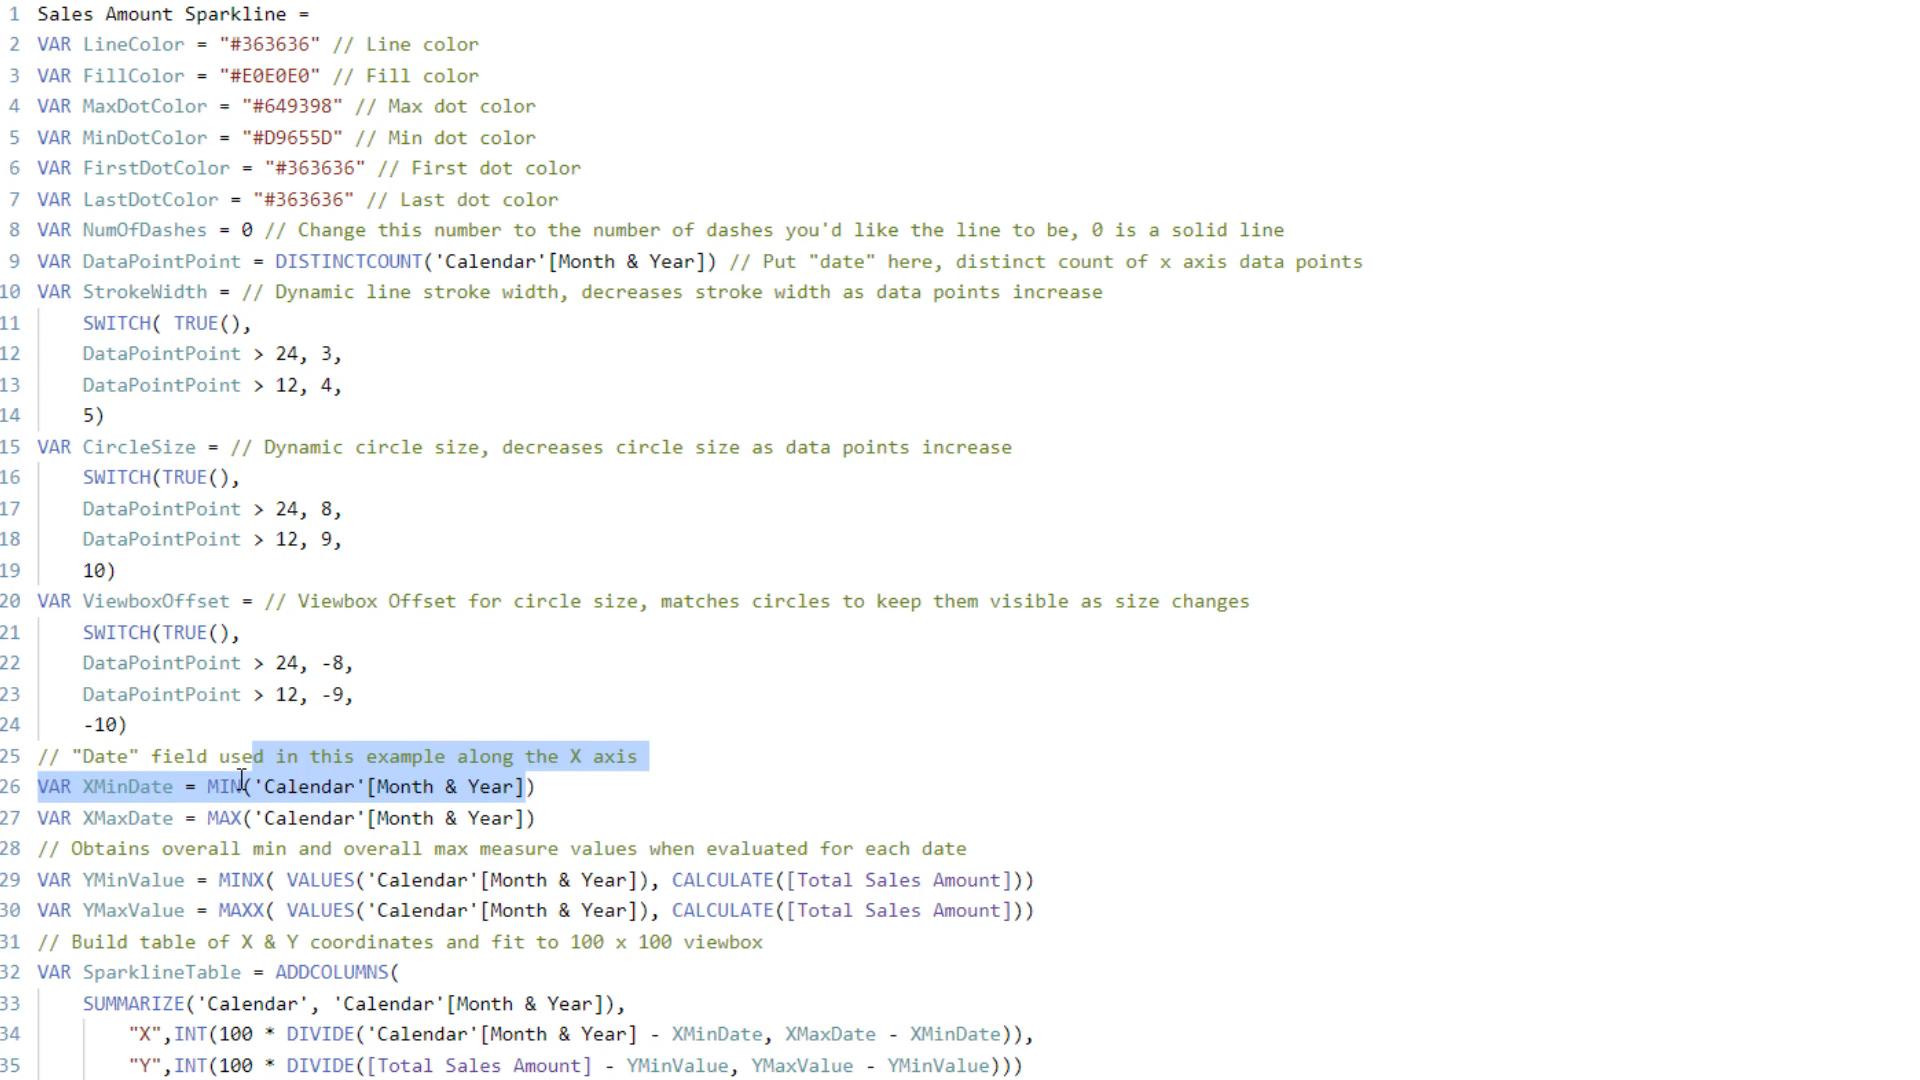 1 Sales Amount Sparkline =
2 VAR LineColor = "#363636" // Line color
3 VAR FillColor = "#E0E0E0" // Fill color
4 VAR MaxDotColor = "#649398" // Max dot color
5 VAR MinDotColor = "#D9655D" // Min dot color
6 VAR FirstDotColor = "#363636" // First dot color
7 VAR LastDotColor = "#363636" // Last dot color
8 VAR NumOfDashes = 0 // Change this number to the number of dashes you'd like the line to be, 0 is a solid line
9 VAR DataPointPoint = DISTINCTCOUNT('Calendar'[Month & Year]) // Put "date" here, distinct count of x axis data points
10 VAR StrokeWidth = // Dynamic line stroke width, decreases stroke width as data points increase
11 SWITCH( TRUE(),
12 DataPointPoint > 24, 3,
13 DataPointPoint > 12, 4,
14 5)
15 VAR CircleSize = // Dynamic circle size, decreases circle size as data points increase
16 SWITCH(TRUE(),
17 DataPointPoint > 24, 8,
18 DataPointPoint > 12, 9,
19 10)
20 VAR ViewboxOffset = // Viewbox Offset for circle size, matches circles to keep them visible as size changes
21 SWITCH(TRUE(),
22 DataPointPoint > 24, -8,
23 DataPointPoint > 12, -9,
24 -10)
25 // "Date" field used in this example along the X axis
26 VAR XMinDate = MIN('Calendar'[Month & Year])
27 VAR XMaxDate = MAX('Calendar'[Month & Year])
28 // Obtains overall min and overall max measure values when evaluated for each date
29 VAR YMinValue = MINX( VALUES('Calendar'[Month & Year]), CALCULATE([Total Sales Amount]))
30 VAR YMaxValue = MAXX( VALUES('Calendar'[Month & Year]), CALCULATE([Total Sales Amount]))
31 // Build table of X & Y coordinates and fit to 100 x 100 viewbox
32 VAR SparklineTable = ADDCOLUMNS(
33 SUMMARIZE('Calendar', 'Calendar'[Month & Year]),
34 "X",INT(100 * DIVIDE('Calendar'[Month & Year] - XMinDate, XMaxDate - XMinDate)),
35 "Y",INT(100 * DIVIDE([Total Sales Amount] - YMinValue, YMaxValue - YMinValue)))